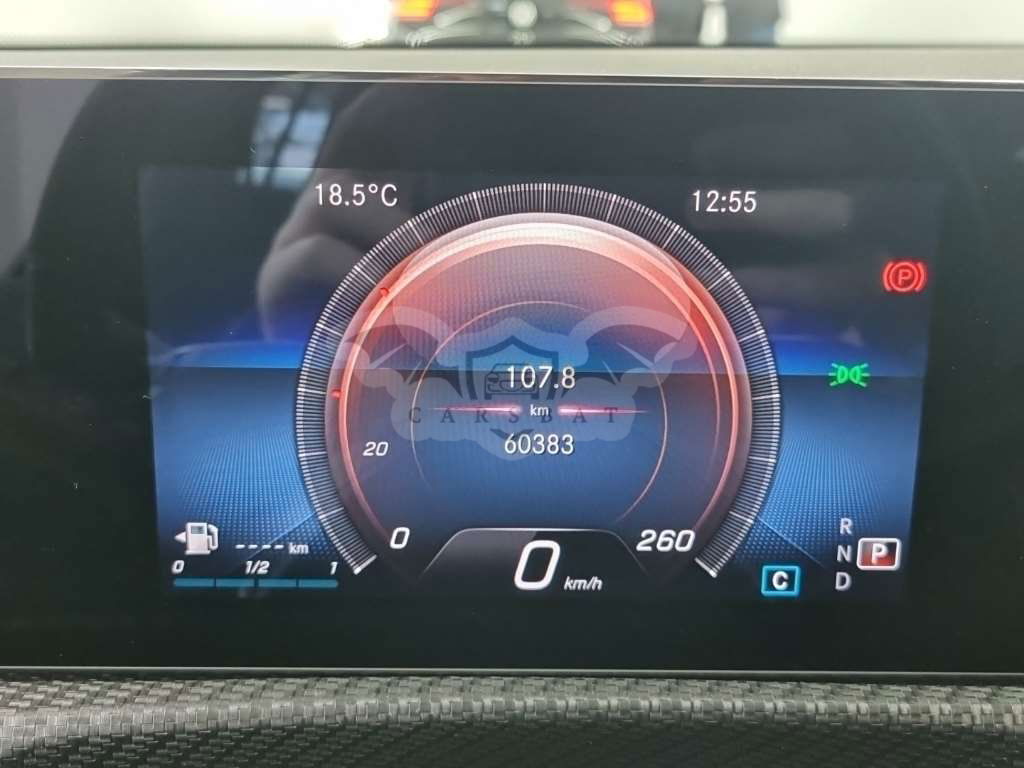 18.5°C
12:55
P
107.8
km
CARSBAT
60383
20
0
260
0
km/h
---- km
0 1/2 1
R
N P
D
C